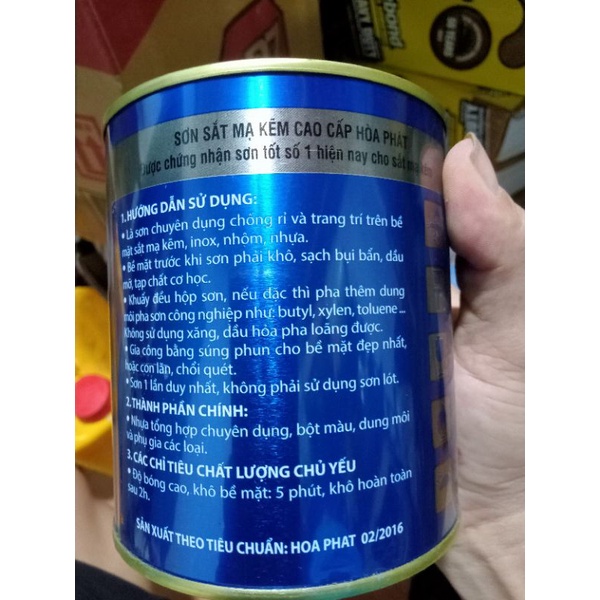 SƠN SẮT MẠ KẼM CAO CẤP HÒA PHÁT
Được chứng nhận sơn tốt số 1 hiện nay cho sắt
1. HƯỚNG DẪN SỬ DỤNG:
• Là sơn chuyên dụng chống rỉ và trang trí trên bề
mặt sắt mạ kẽm, inox, nhôm, nhựa.
• Bề mặt trước khi sơn phải khô, sạch bụi bẩn, dầu
mỡ, tạp chất cơ học.
• Khuấy đều hộp sơn, nếu đặc thì pha thêm dung
môi pha sơn công nghiệp như: butyl, xylen, toluene...
Không sử dụng xăng, dầu hỏa pha loãng được.
• Gia công bằng súng phun cho bề mặt đẹp nhất,
hoặc con lăn, chổi quét.
• Sơn 1 lần duy nhất, không phải sử dụng sơn lót.
2. THÀNH PHẦN CHÍNH:
• Nhựa tổng hợp chuyên dụng, bột màu, dung môi
và phụ gia các loại.
3. CÁC CHỈ TIÊU CHẤT LƯỢNG CHỦ YẾU
• Độ bóng cao, khô bề mặt: 5 phút, khô hoàn toàn
sau 2h.
SẢN XUẤT THEO TIÊU CHUẨN: HOA PHAT 02/2016